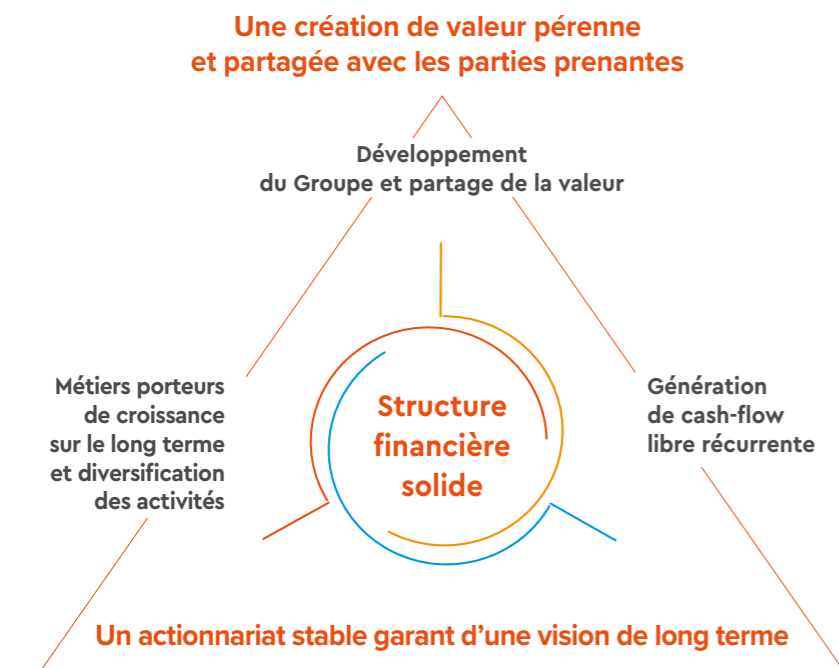 Une création de valeur pérenne
et partagée avec les parties prenantes
Développement
du Groupe et partage de la valeur
Métiers porteurs
de croissance
sur le long terme
et diversification
des activités
Structure
financière
solide
Génération
de cash-flow
libre récurrente
Un actionnariat stable garant d’une vision de long terme